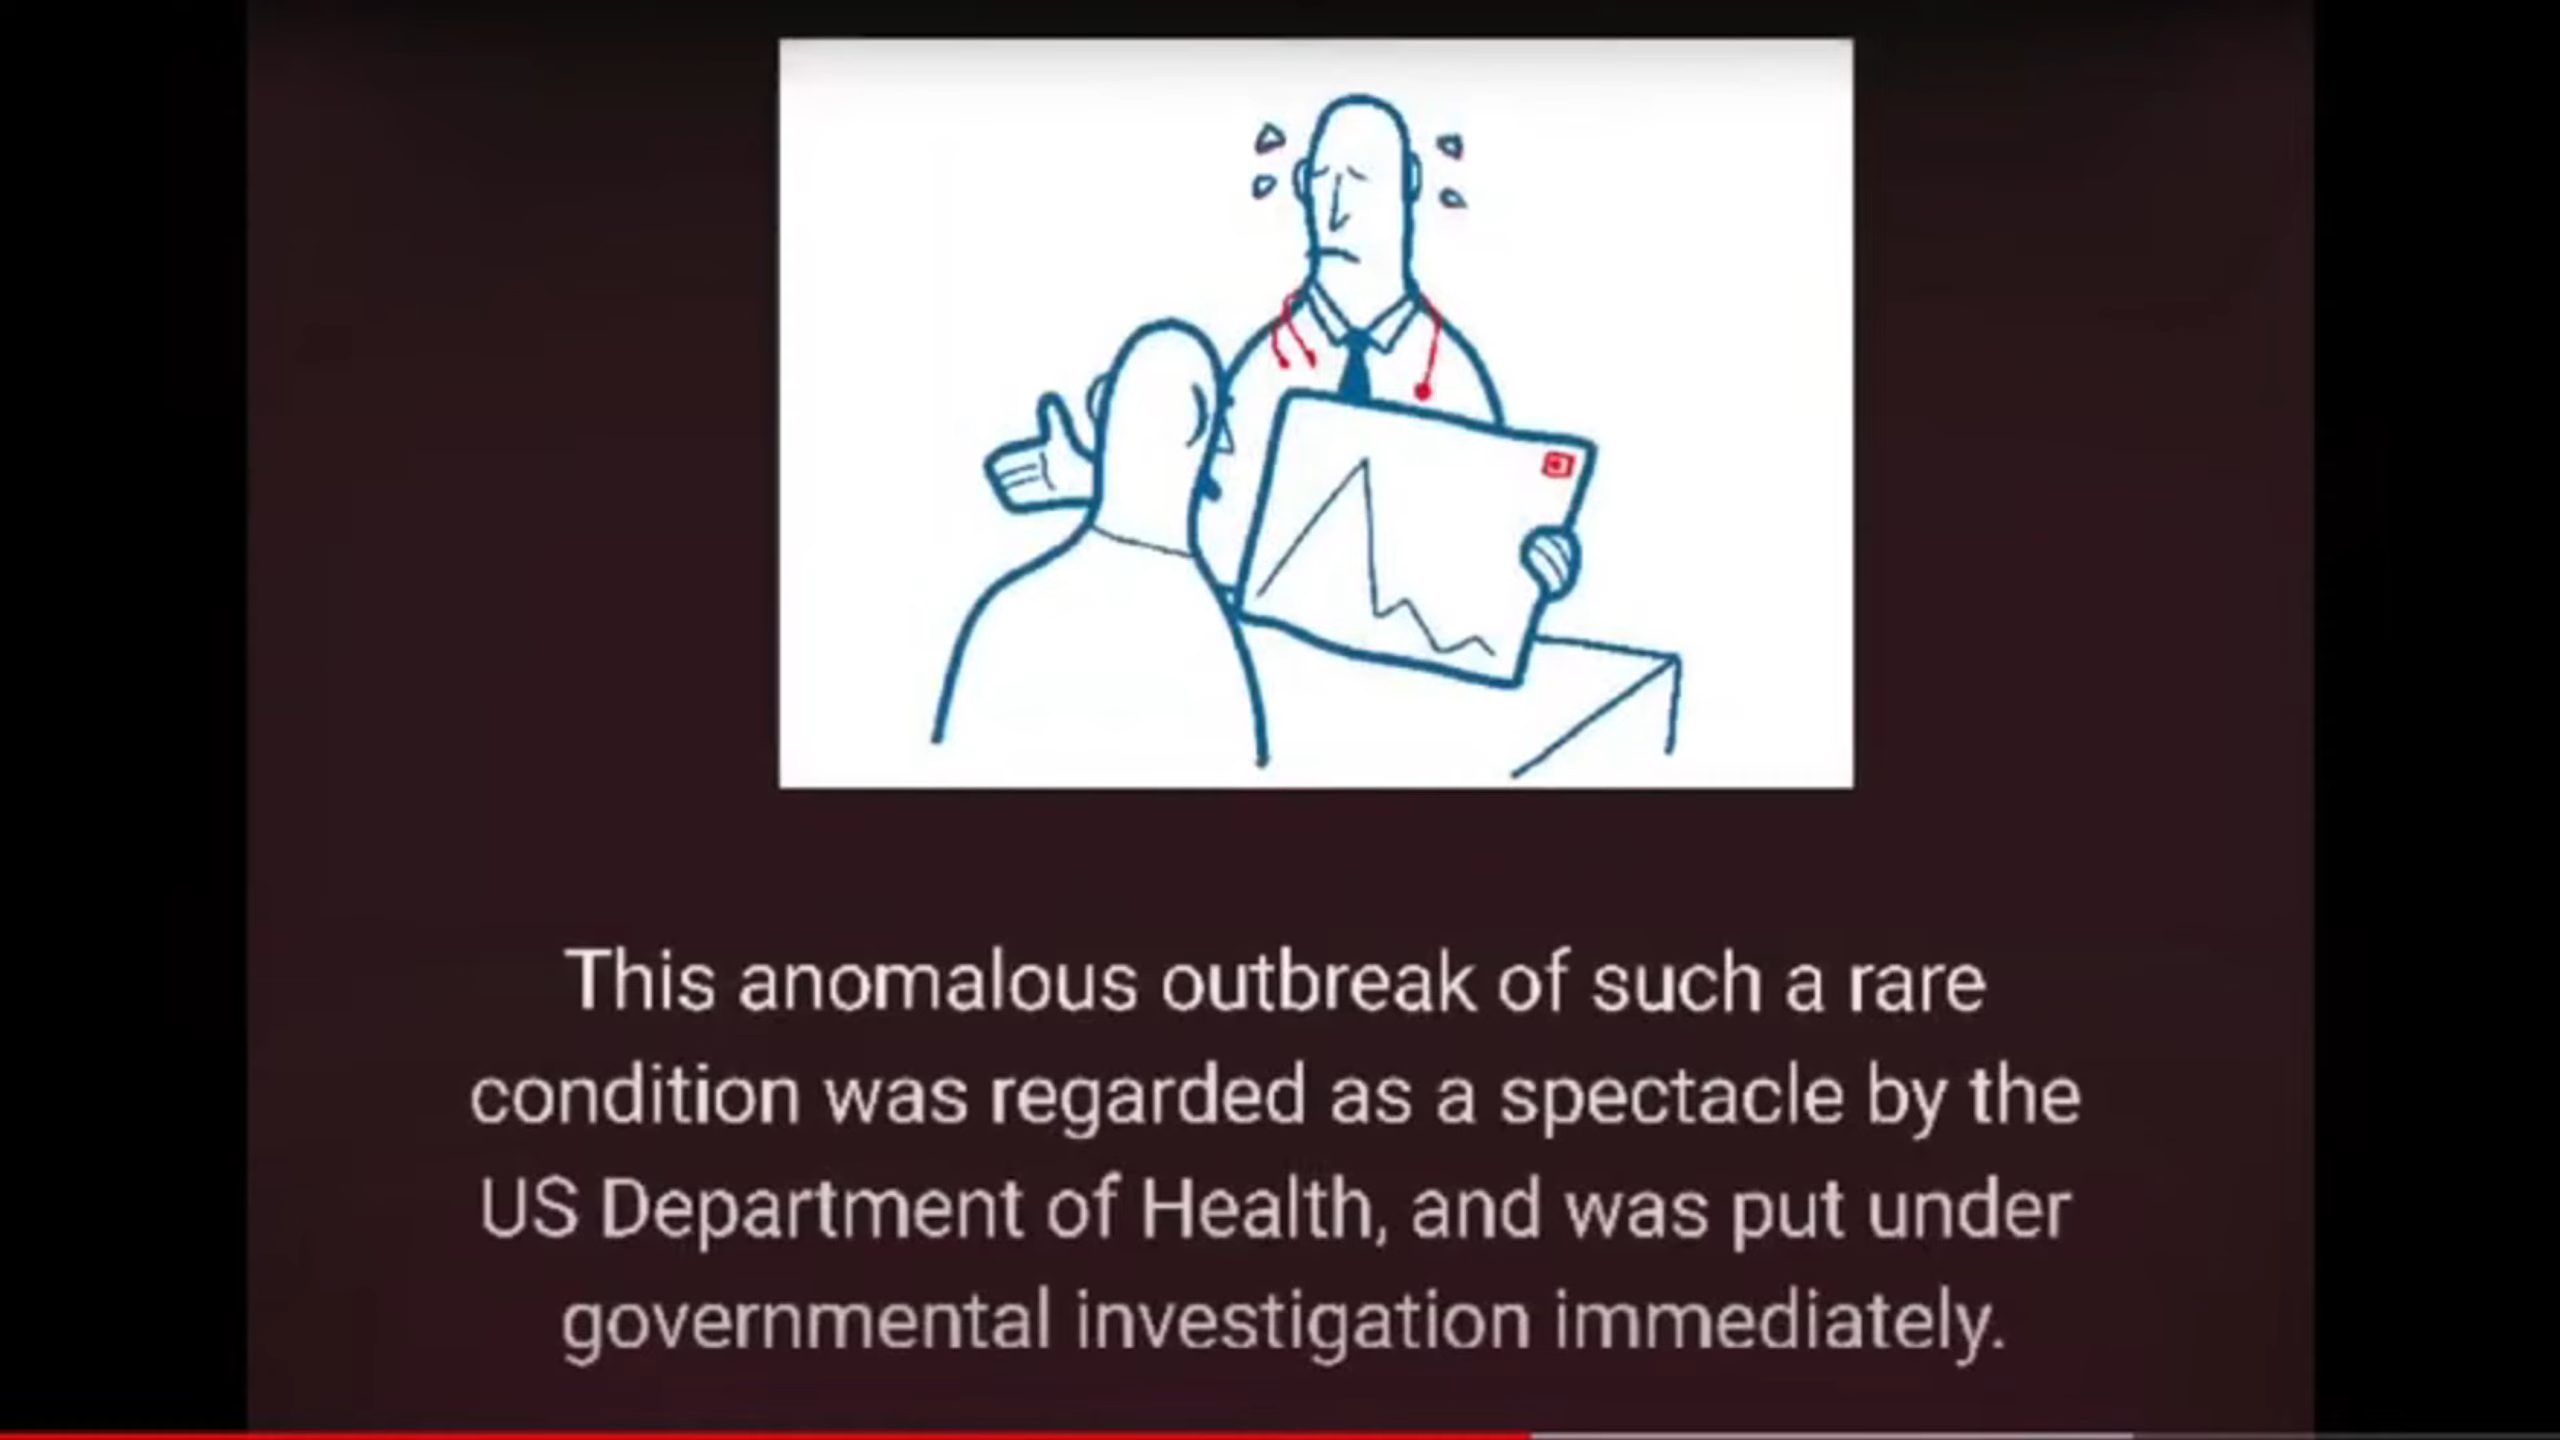 This anomalous outbreak of such a rare
condition was regarded as a spectacle by the
US Department of Health, and was put under
governmental investigation immediately.